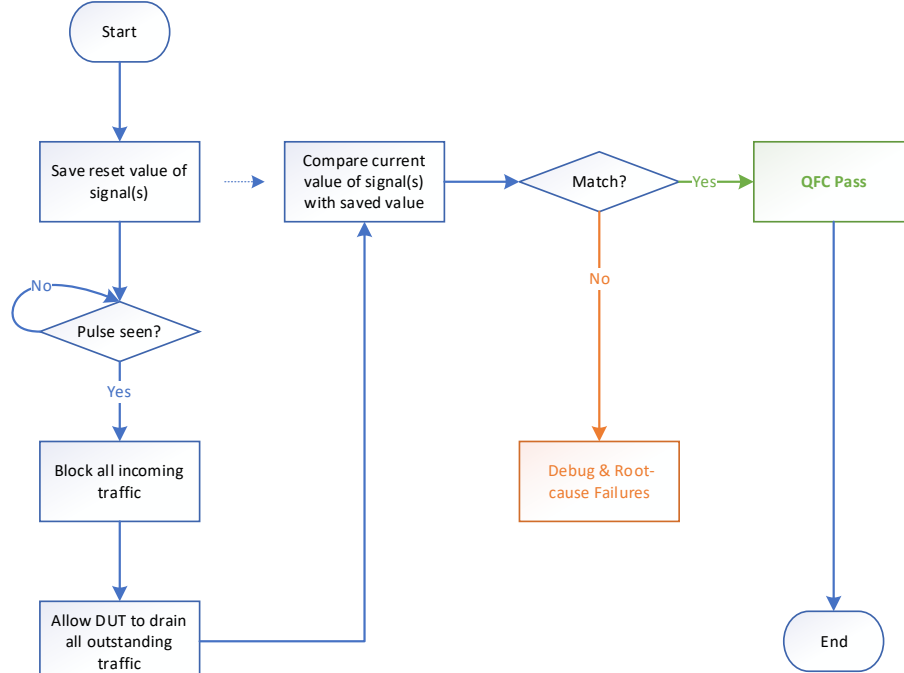 Start
Save reset value of
signal(s)
No
Pulse seen?
Yes
Block all incoming
traffic
Allow DUT to drain
all outstanding
traffic
Compare current
value of signal(s)
with saved value
Match?
Yes
QFC Pass
No
Debug & Root-
cause Failures
End